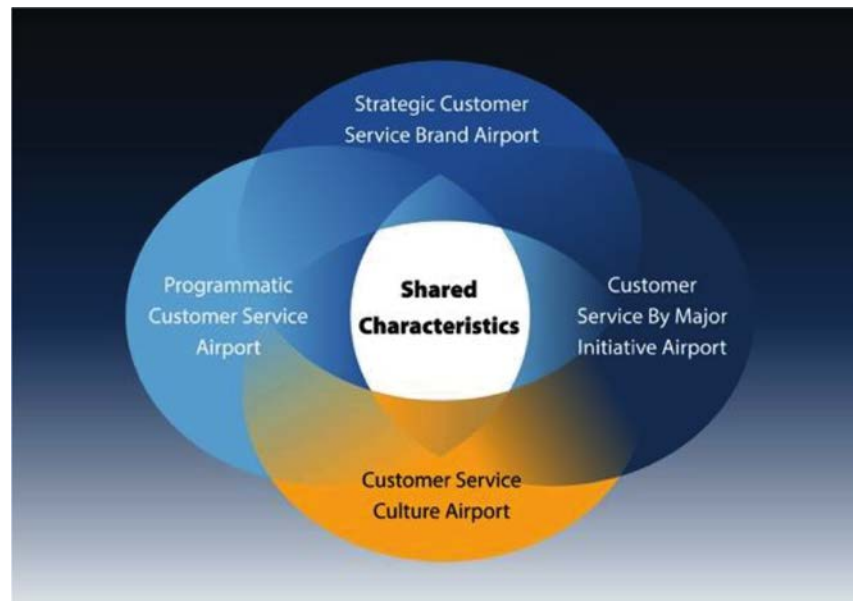 Strategic Customer
Service Brand Airport
Programmatic
Customer Service
Airport
Shared
Characteristics
Customer
Service By Major
Initiative Airport
Customer Service
Culture Airport